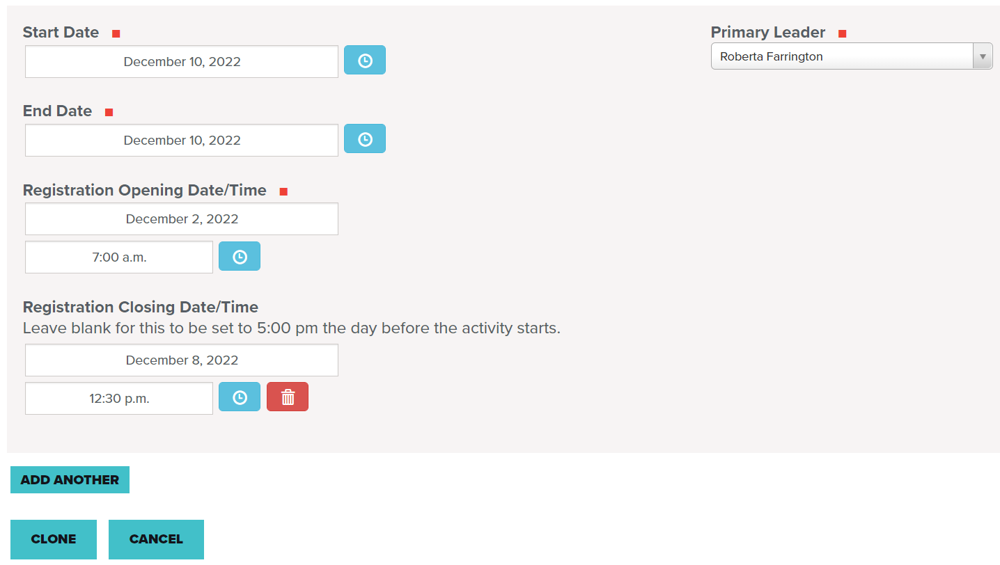 Start Date
December 10, 2022
End Date
December 10, 2022
Registration Opening Date/Time
December 2, 2022
7:00 a.m.
Registration Closing Date/Time
Leave blank for this to be set to 5:00 pm the day before the activity starts.
December 8, 2022
12:30 p.m.
Primary Leader
Roberta Farrington
ADD ANOTHER
CLONE
CANCEL